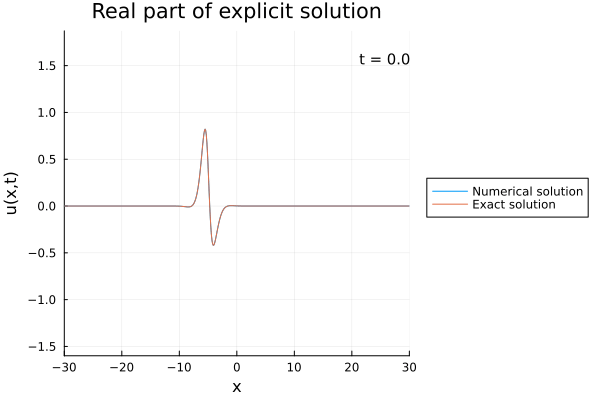 Real part of explicit solution
t = 0.0
1.5
1.0
0.5
0.0
−0.5
−1.0
−1.5
u(x,t)
−30
−20
−10
0
10
20
30
x
Numerical solution
Exact solution